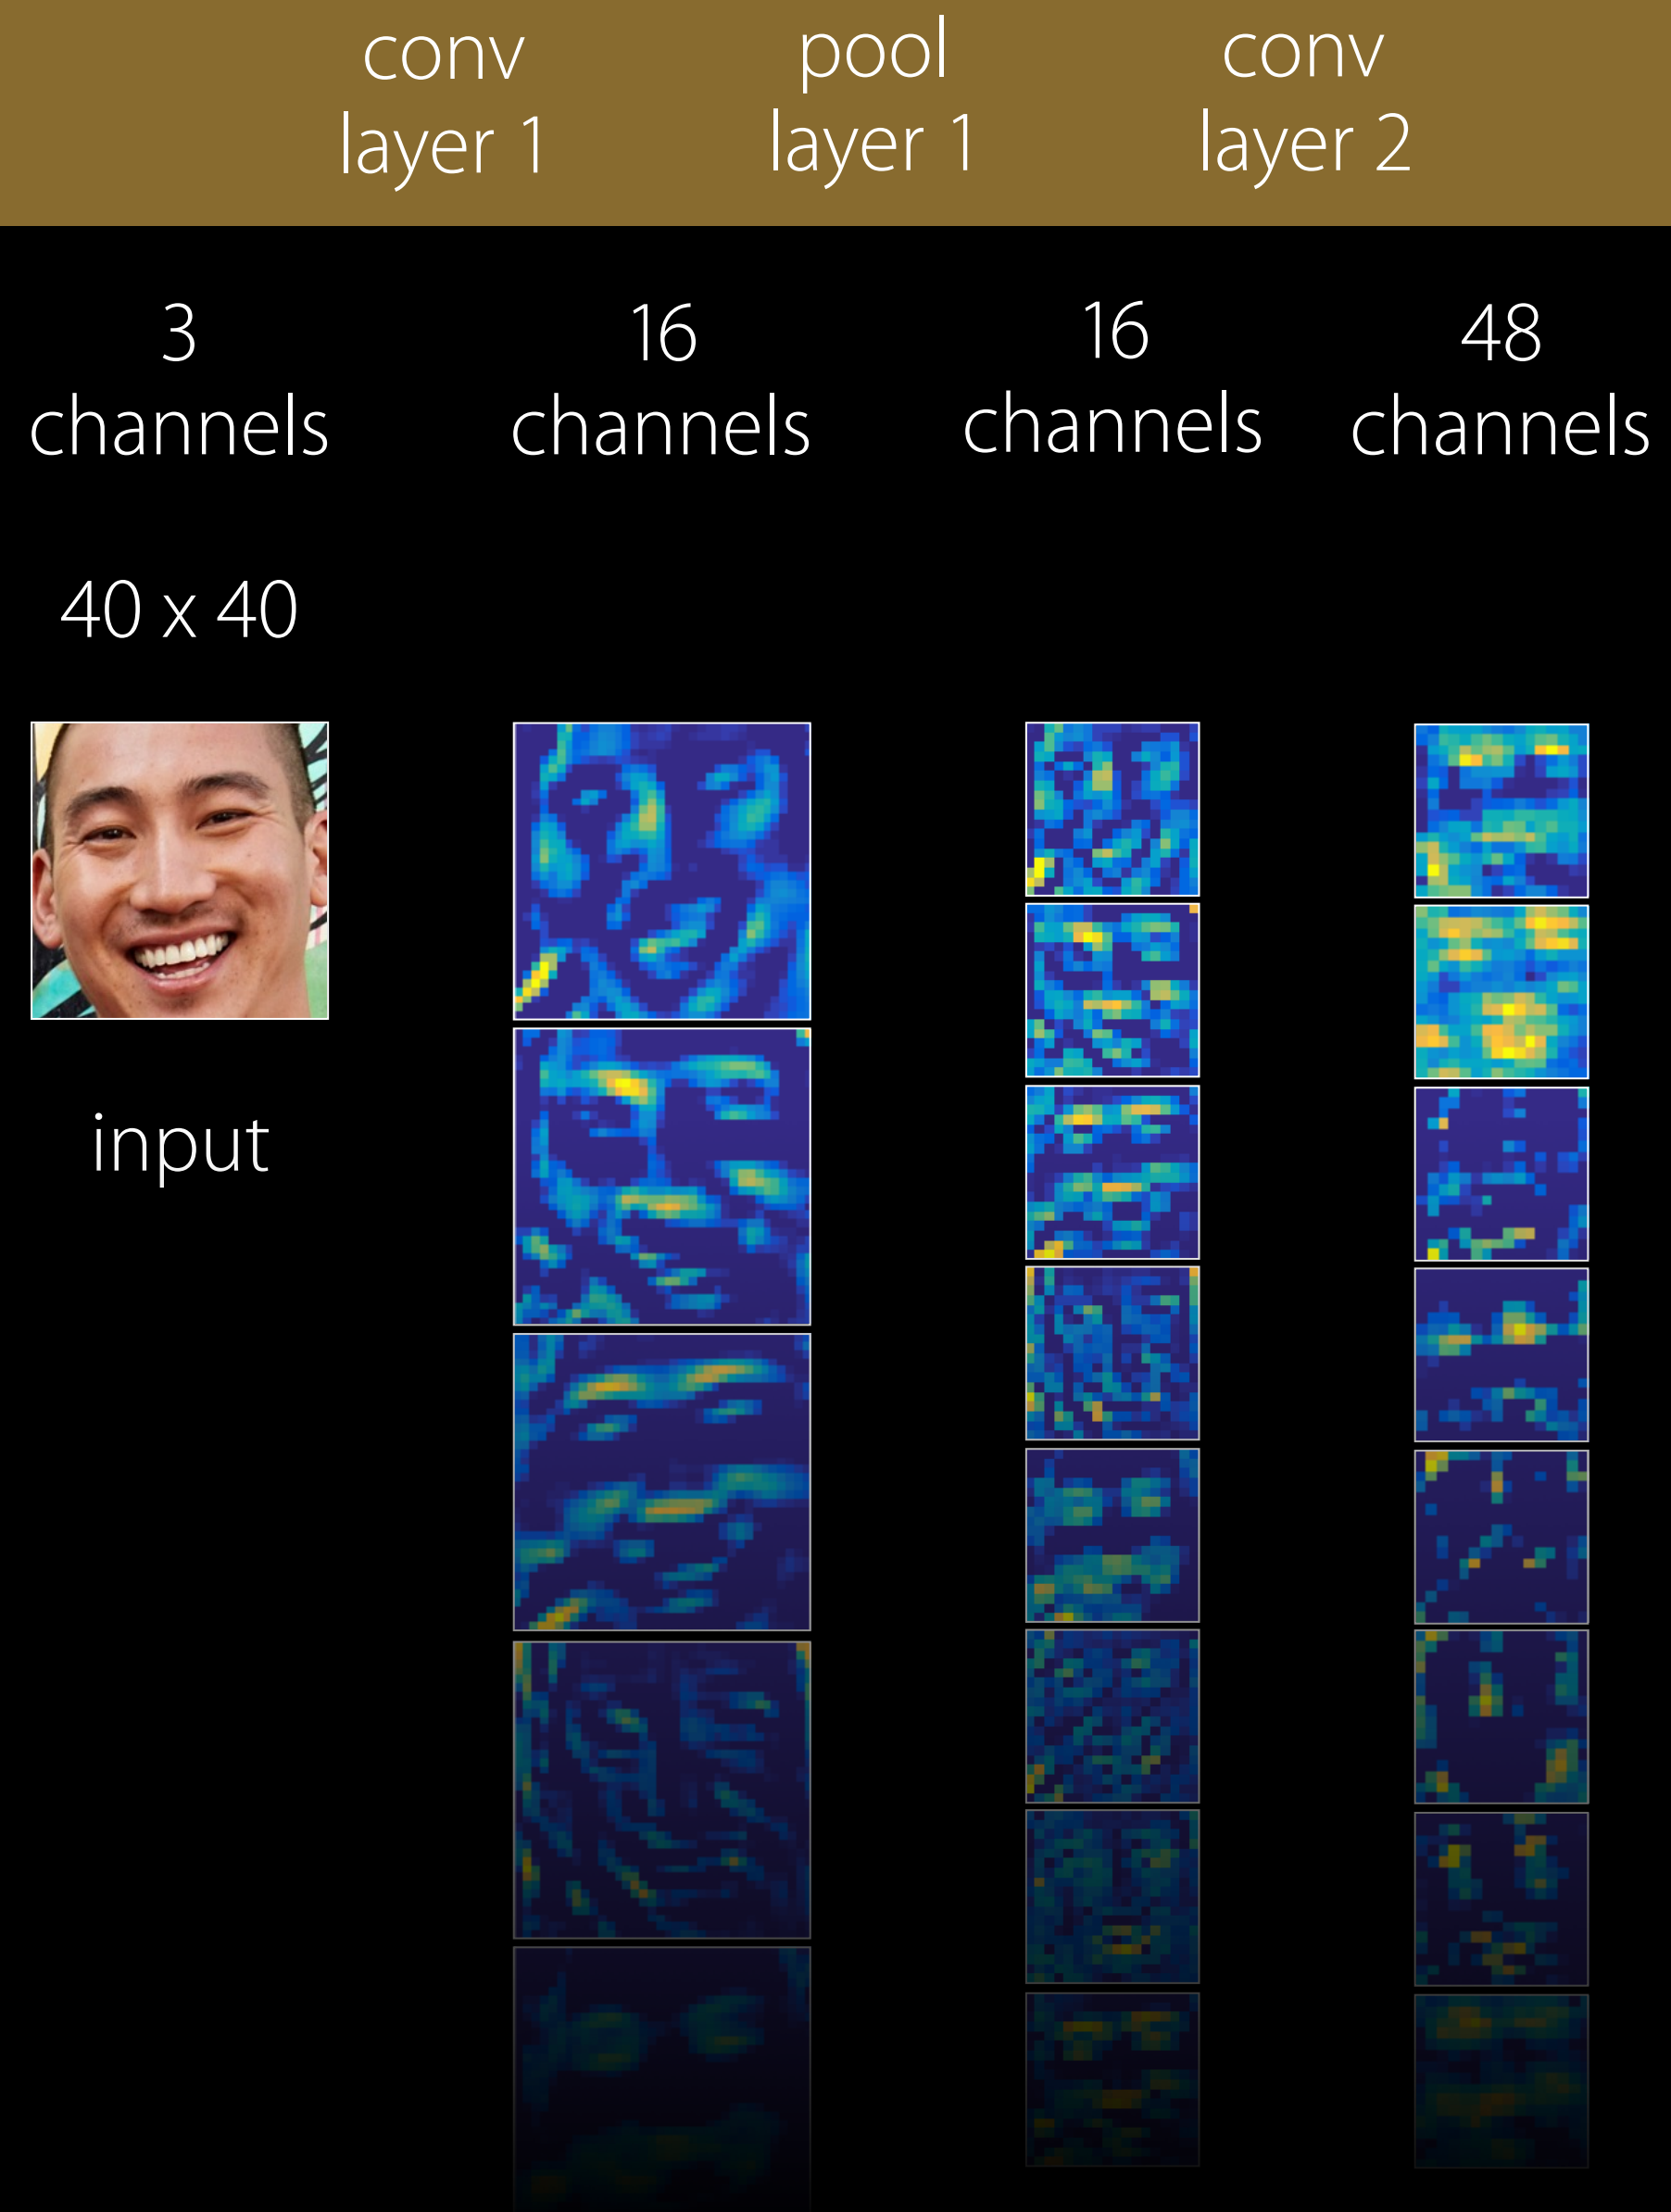 conv
layer 1
pool
layer 1
conv
layer 2
3
channels
16
channels
16
channels
48
channels
40 x 40
input